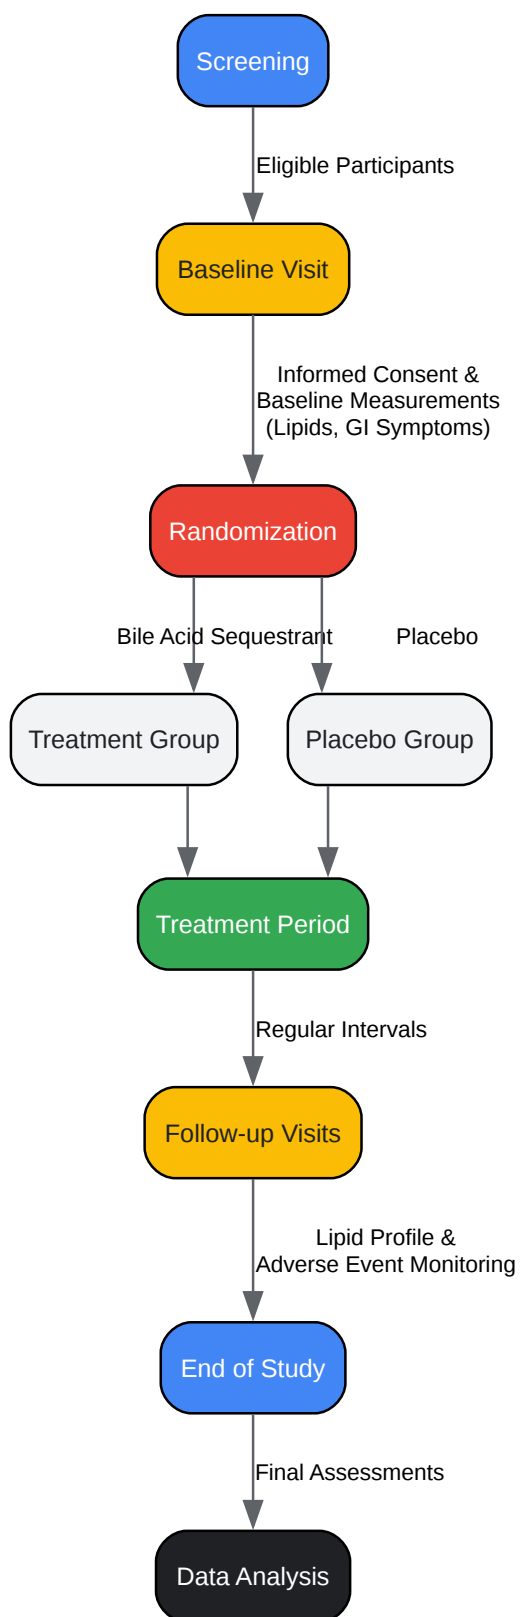 Screening
Eligible Participants
Baseline Visit
Informed Consent &
Baseline Measurements
(Lipids, GI Symptoms)
Randomization
Bile Acid Sequestrant
Placebo
Treatment Group
Placebo Group
Treatment Period
Regular Intervals
Follow-up Visits
Lipid Profile &
Adverse Event Monitoring
End of Study
Final Assessments
Data Analysis